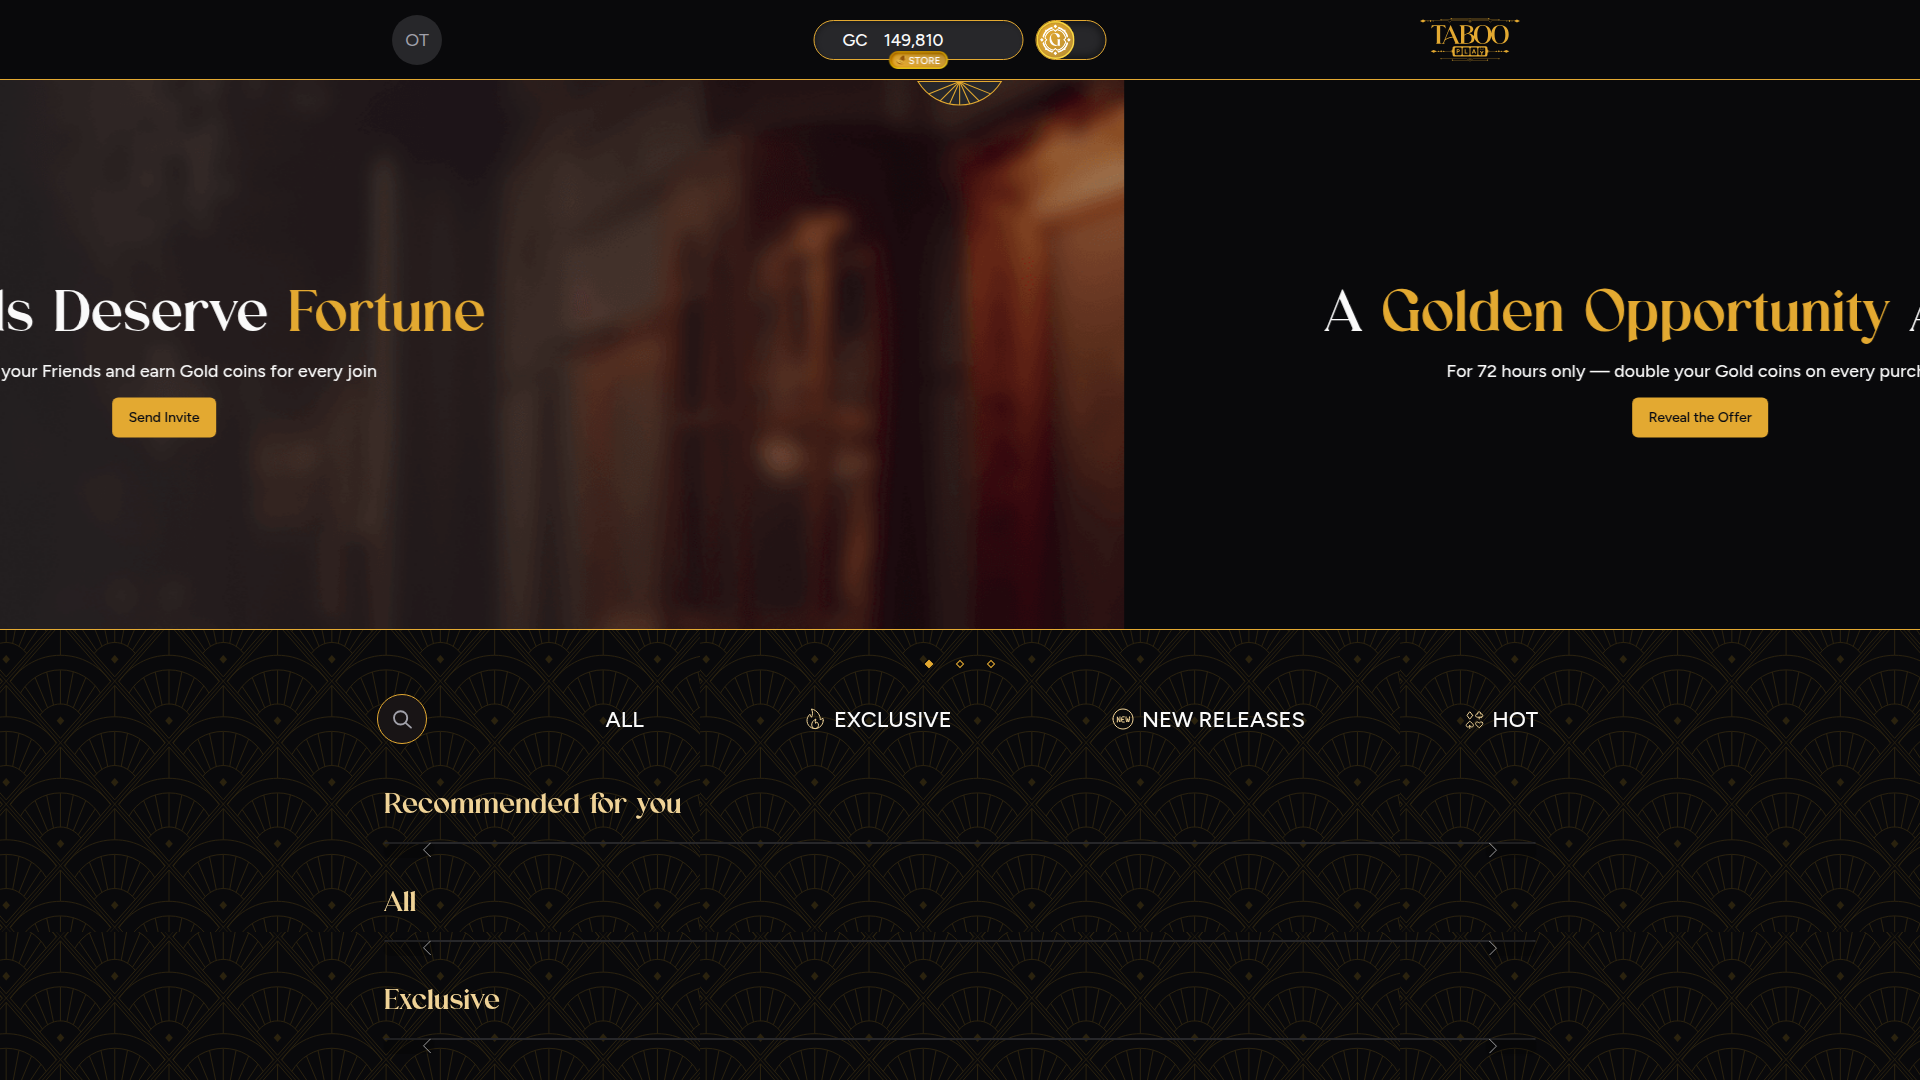 OT
GC 149,810
STORE
TABOO
PLAY
ls Deserve Fortune
your Friends and earn Gold coins for every join
Send Invite
A Golden Opportunity
For 72 hours only — double your Gold coins on every
Reveal the Offer
ALL
EXCLUSIVE
NEW
NEW RELEASES
HOT
Recommended for you
All
Exclusive